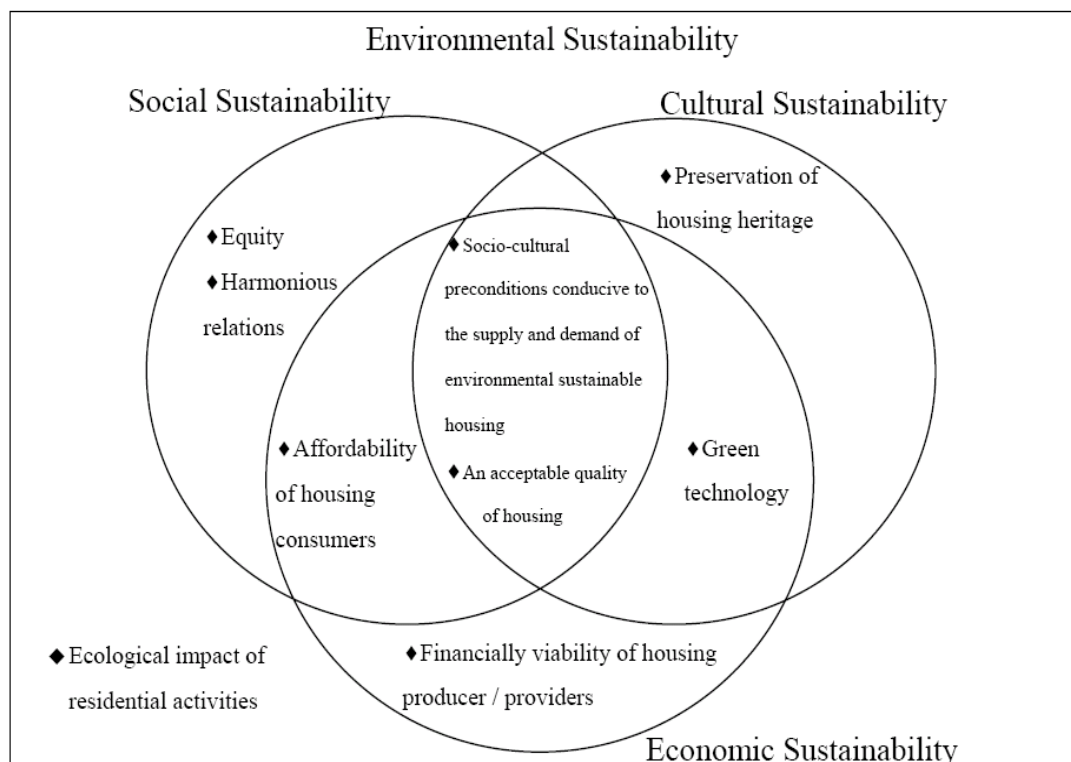 Environmental Sustainability
Social Sustainability
Cultural Sustainability
♦Preservation of
housing heritage
♦Equity
♦Harmonious
relations
♦Socio-cultural
preconditions conducive to
the supply and demand of
environmental sustainable
housing
♦An acceptable quality
of housing
♦Affordability
of housing
consumers
♦Green
technology
◆Ecological impact of
residential activities
♦Financially viability of housing
producer / providers
Economic Sustainability